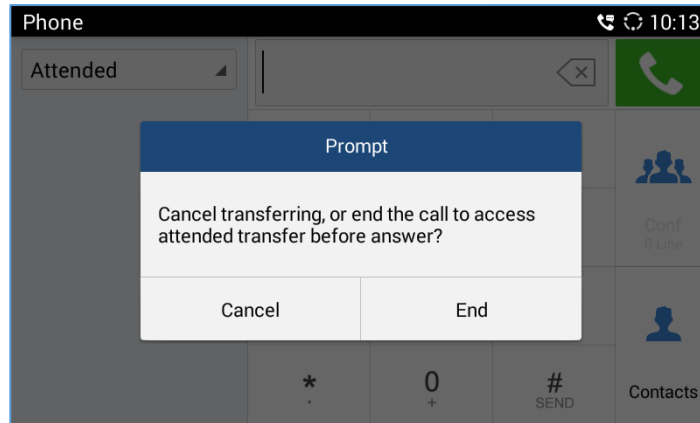 Phone
10:13
Attended
Prompt
Cancel transferring, or end the call to access
attended transfer before answer?
Cancel
End
Conf
0 Line
*
0
+
#
SEND
Contacts